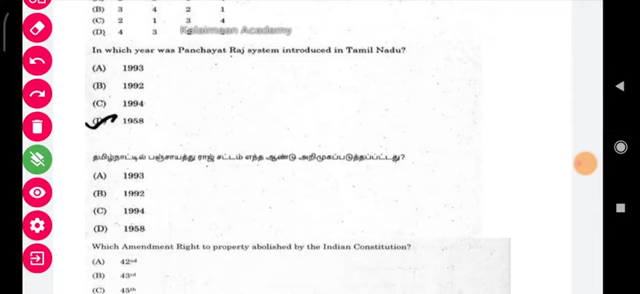 (B) 3 4 2 1
(C) 2 1 3 4
(D) 4 3
Kalaimaan Academy
In which year was Panchayat Raj system introduced in Tamil Nadu?
(A) 1993
(B) 1992
(C) 1994
1958
தமிழ்நாட்டில் பஞ்சாயத்து ராஜ் சட்டம் எந்த ஆண்டு அறிமுகப்படுத்தப்பட்டது?
(A) 1993
(B) 1992
(C) 1994
(D) 1958
Which Amendment Right to property abolished by the Indian Constitution?
(A) 42nd
(B) 43rd
(C) 45th